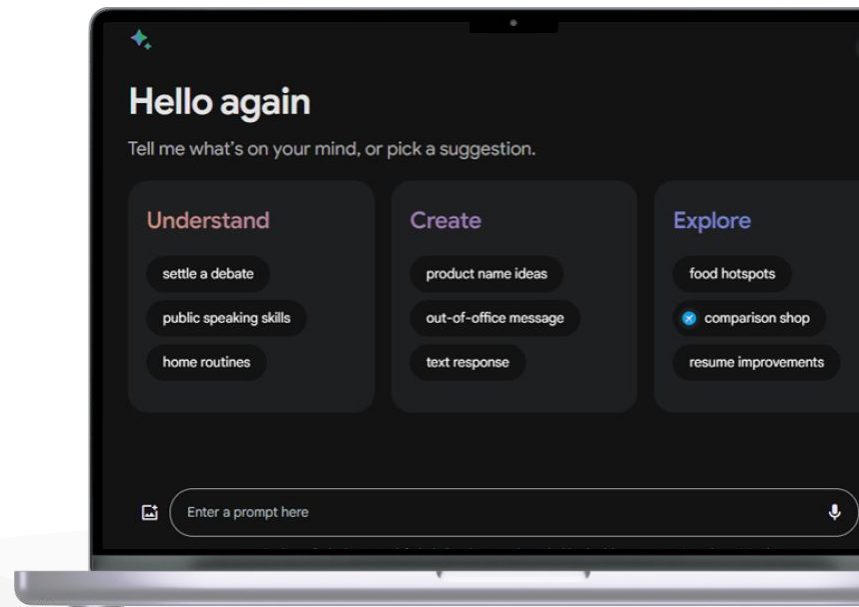 Hello again
Tell me what's on your mind, or pick a suggestion.
Understand
settle a debate
public speaking skills
home routines
Create
product name ideas
out-of-office message
text response
Explore
food hotspots
comparison shop
resume improvements
Enter a prompt here